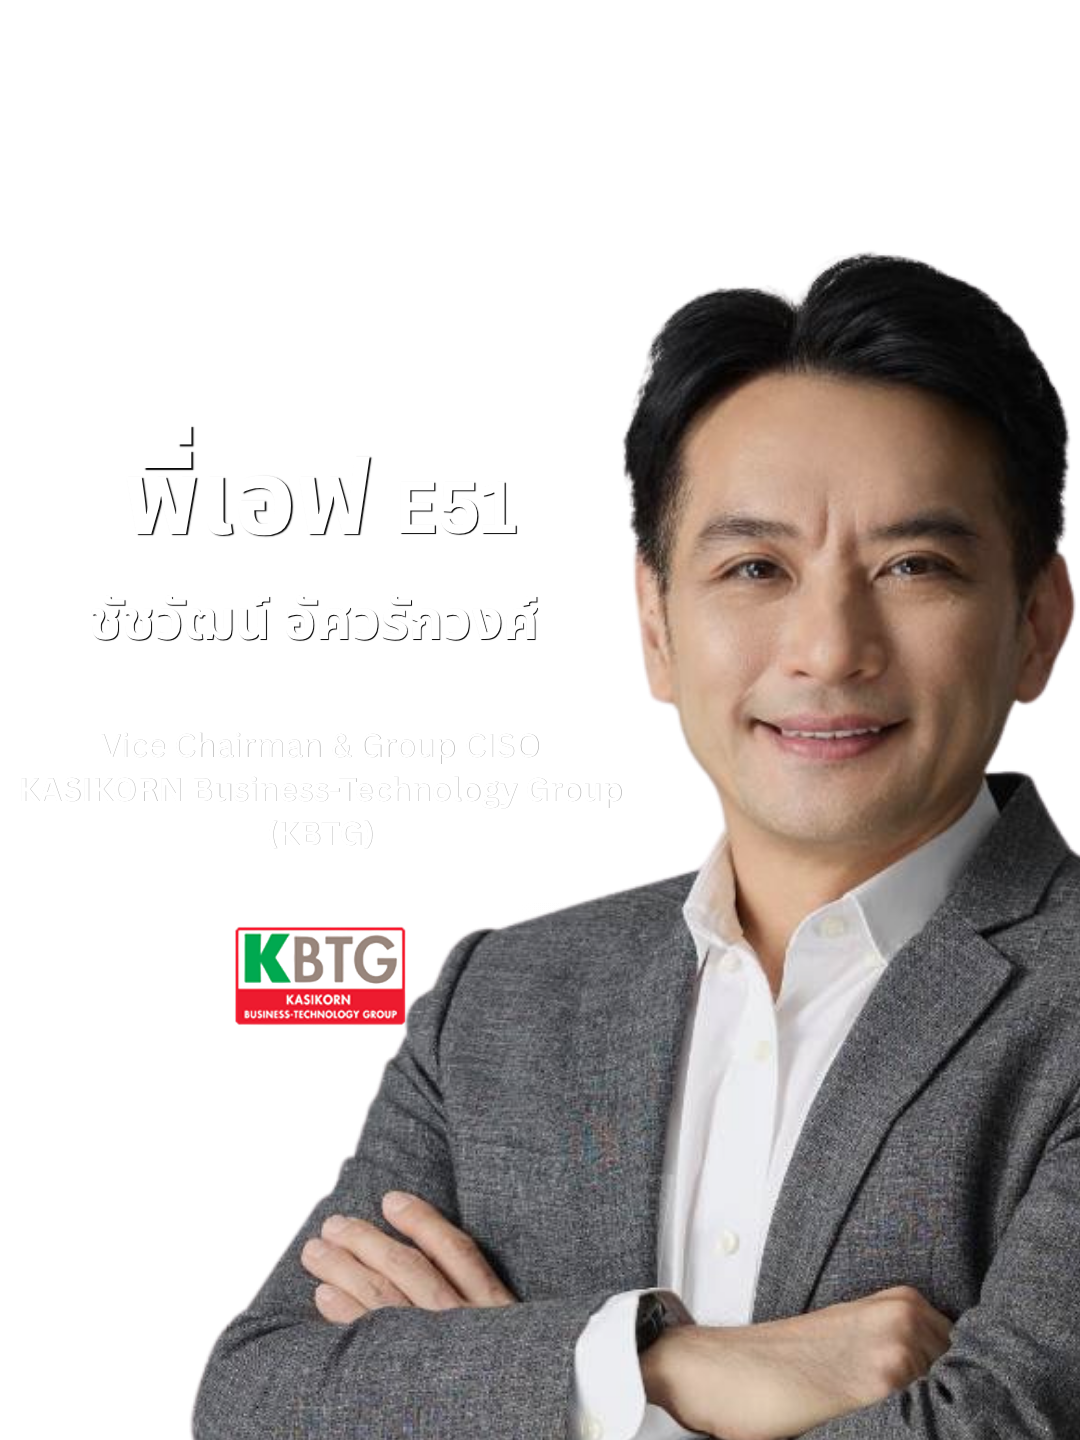 พี่เอฟ E51
ชัชวัฒน์ อัศวรักวงศ์
Vice Chairman & Group CISO
KASIKORN Business-Technology Group
(KBTG)
KBTG
KASIKORN
BUSINESS-TECHNOLOGY GROUP